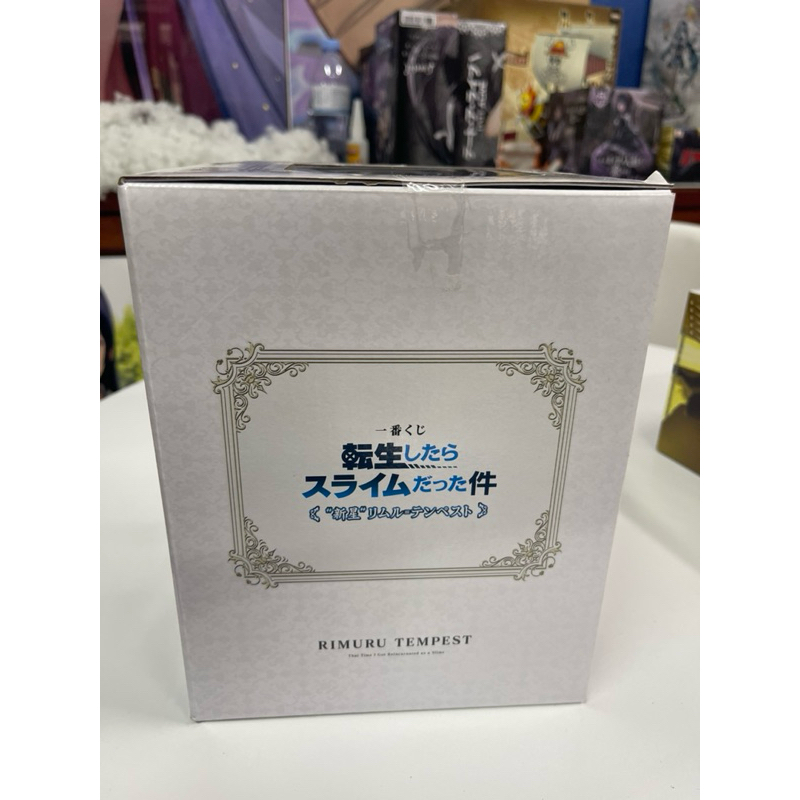 一番くじ
転生したら
スライムだった件
《“新星”リムル=テンペスト》
RIMURU TEMPEST
That Time I Got Reincarnated as a Slime